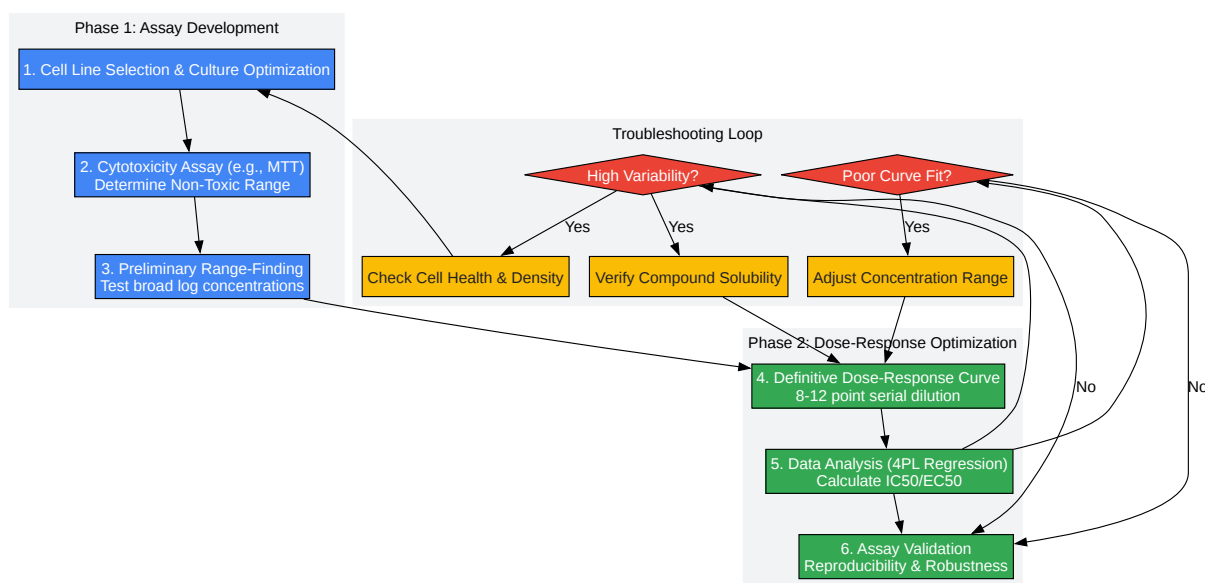 Phase 1: Assay Development
1. Cell Line Selection & Culture Optimization
2. Cytotoxicity Assay (e.g., MTT)
Determine Non-Toxic Range
3. Preliminary Range-Finding
Test broad log concentrations
Troubleshooting Loop
High Variability?
Poor Curve Fit?
Yes
Yes
Yes
Check Cell Health & Density
Verify Compound Solubility
Adjust Concentration Range
Phase 2: Dose-Response Optimization
4. Definitive Dose-Response Curve
8-12 point serial dilution
No
No
5. Data Analysis (4PL Regression)
Calculate IC50/EC50
6. Assay Validation
Reproducibility & Robustness